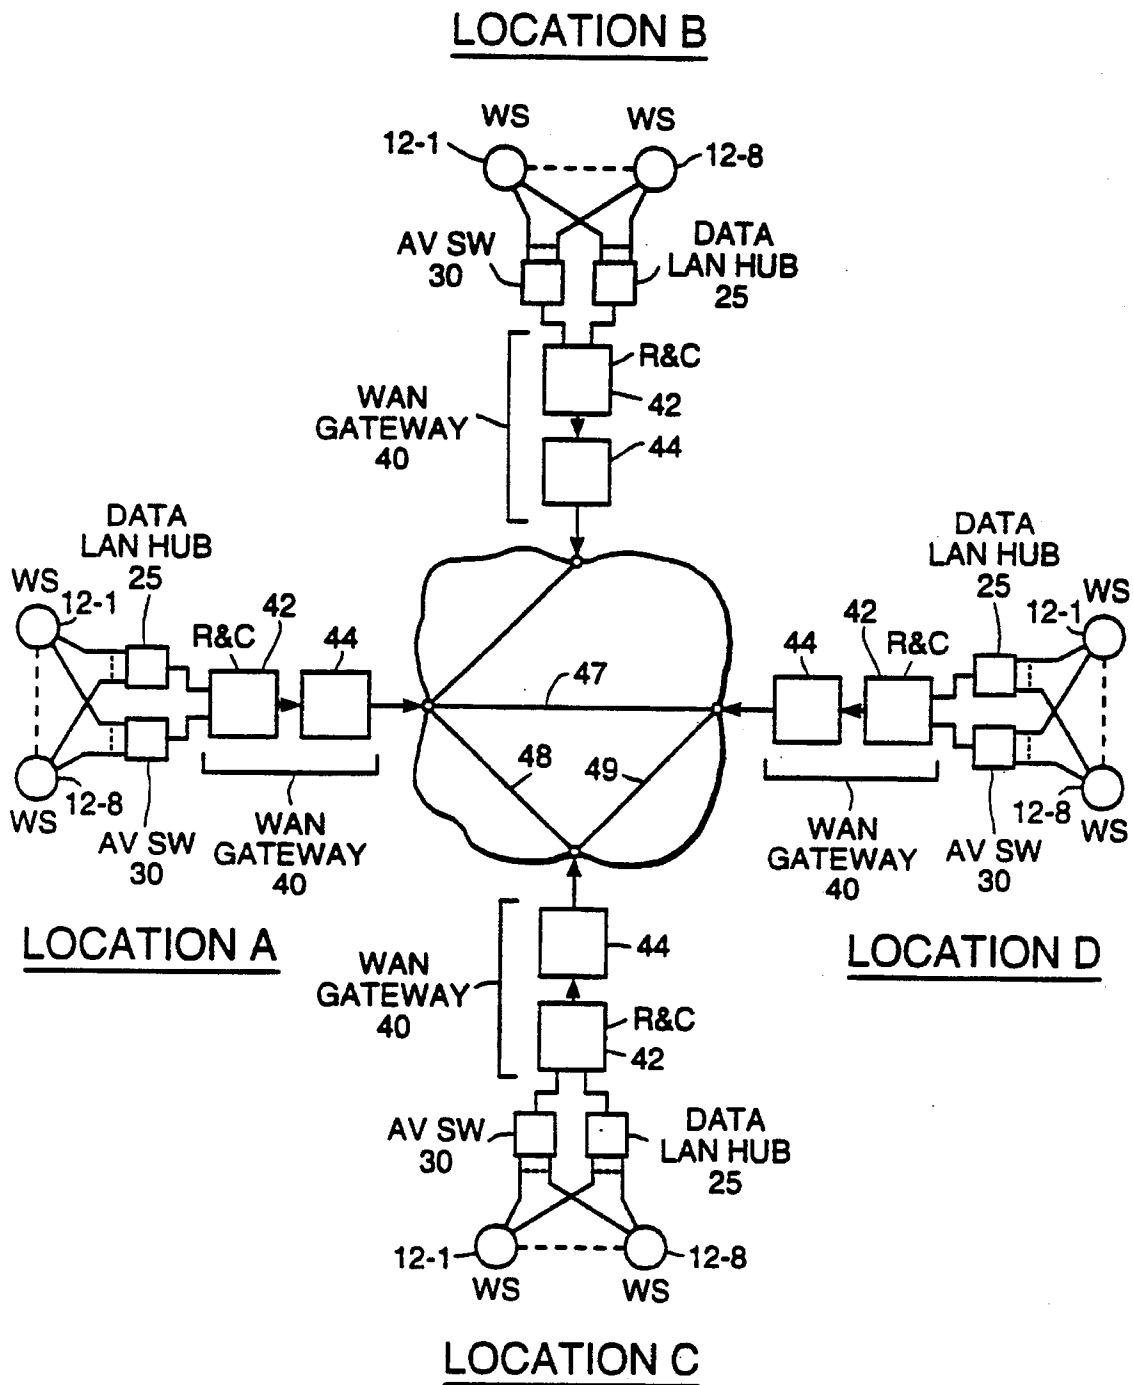 LOCATION B
WS
WS
12-1
12-8
AV SW
30
DATA
LAN HUB
25
R&C
42
WAN
GATEWAY
40
44
DATA
LAN HUB
25
WS
12-1
42
R&C
44
12-8
WS
AV SW
30
WAN
GATEWAY
40
LOCATION A
47
48
49
DATA
LAN HUB
25
WS
12-1
42
R&C
44
12-8
WS
AV SW
30
WAN
GATEWAY
40
LOCATION D
44
WAN
GATEWAY
40
R&C
42
AV SW
30
DATA
LAN HUB
25
12-1
12-8
WS
WS
LOCATION C